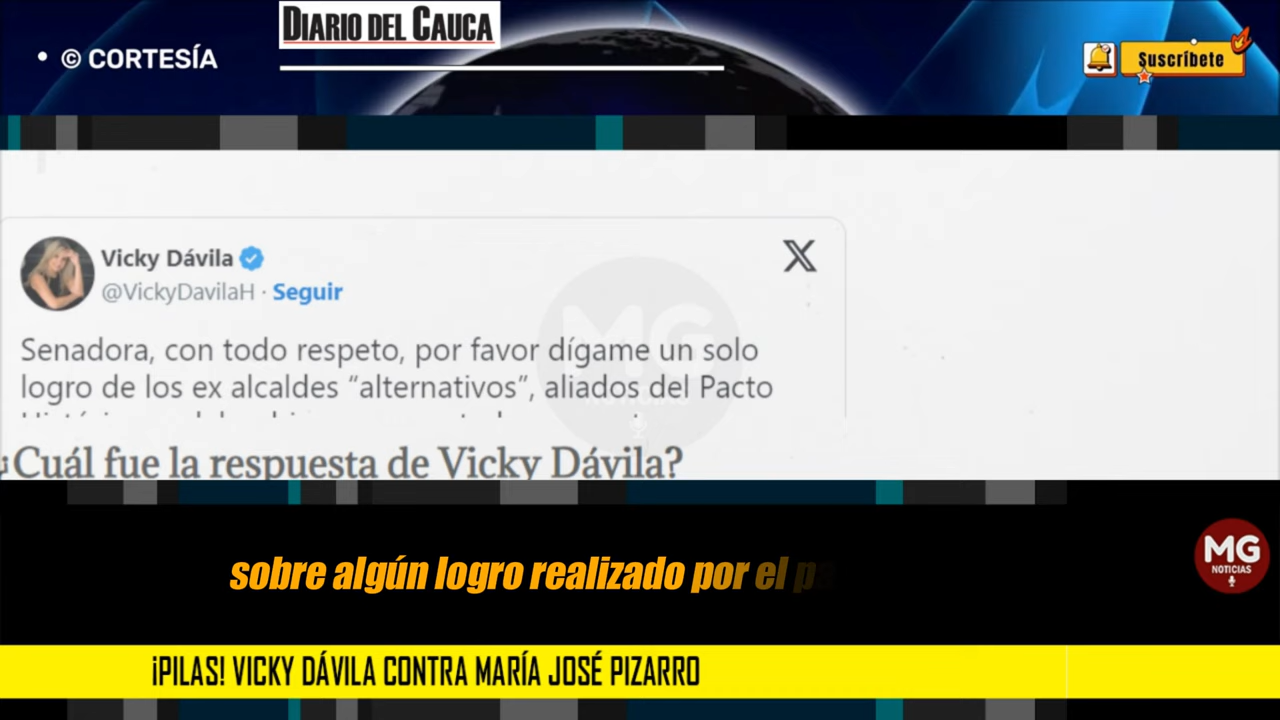 DIARIO DEL CAUCA
• © CORTESÍA
Suscríbete
Vicky Dávila
@VickyDavilaH · Seguir
Senadora, con todo respeto, por favor dígame un solo
logro de los ex alcaldes “alternativos”, aliados del Pacto
¿Cuál fue la respuesta de Vicky Dávila?
MG
sobre algún logro realizado por el
MG
NOTICIAS
¡PILAS! VICKY DÁVILA CONTRA MARÍA JOSÉ PIZARRO